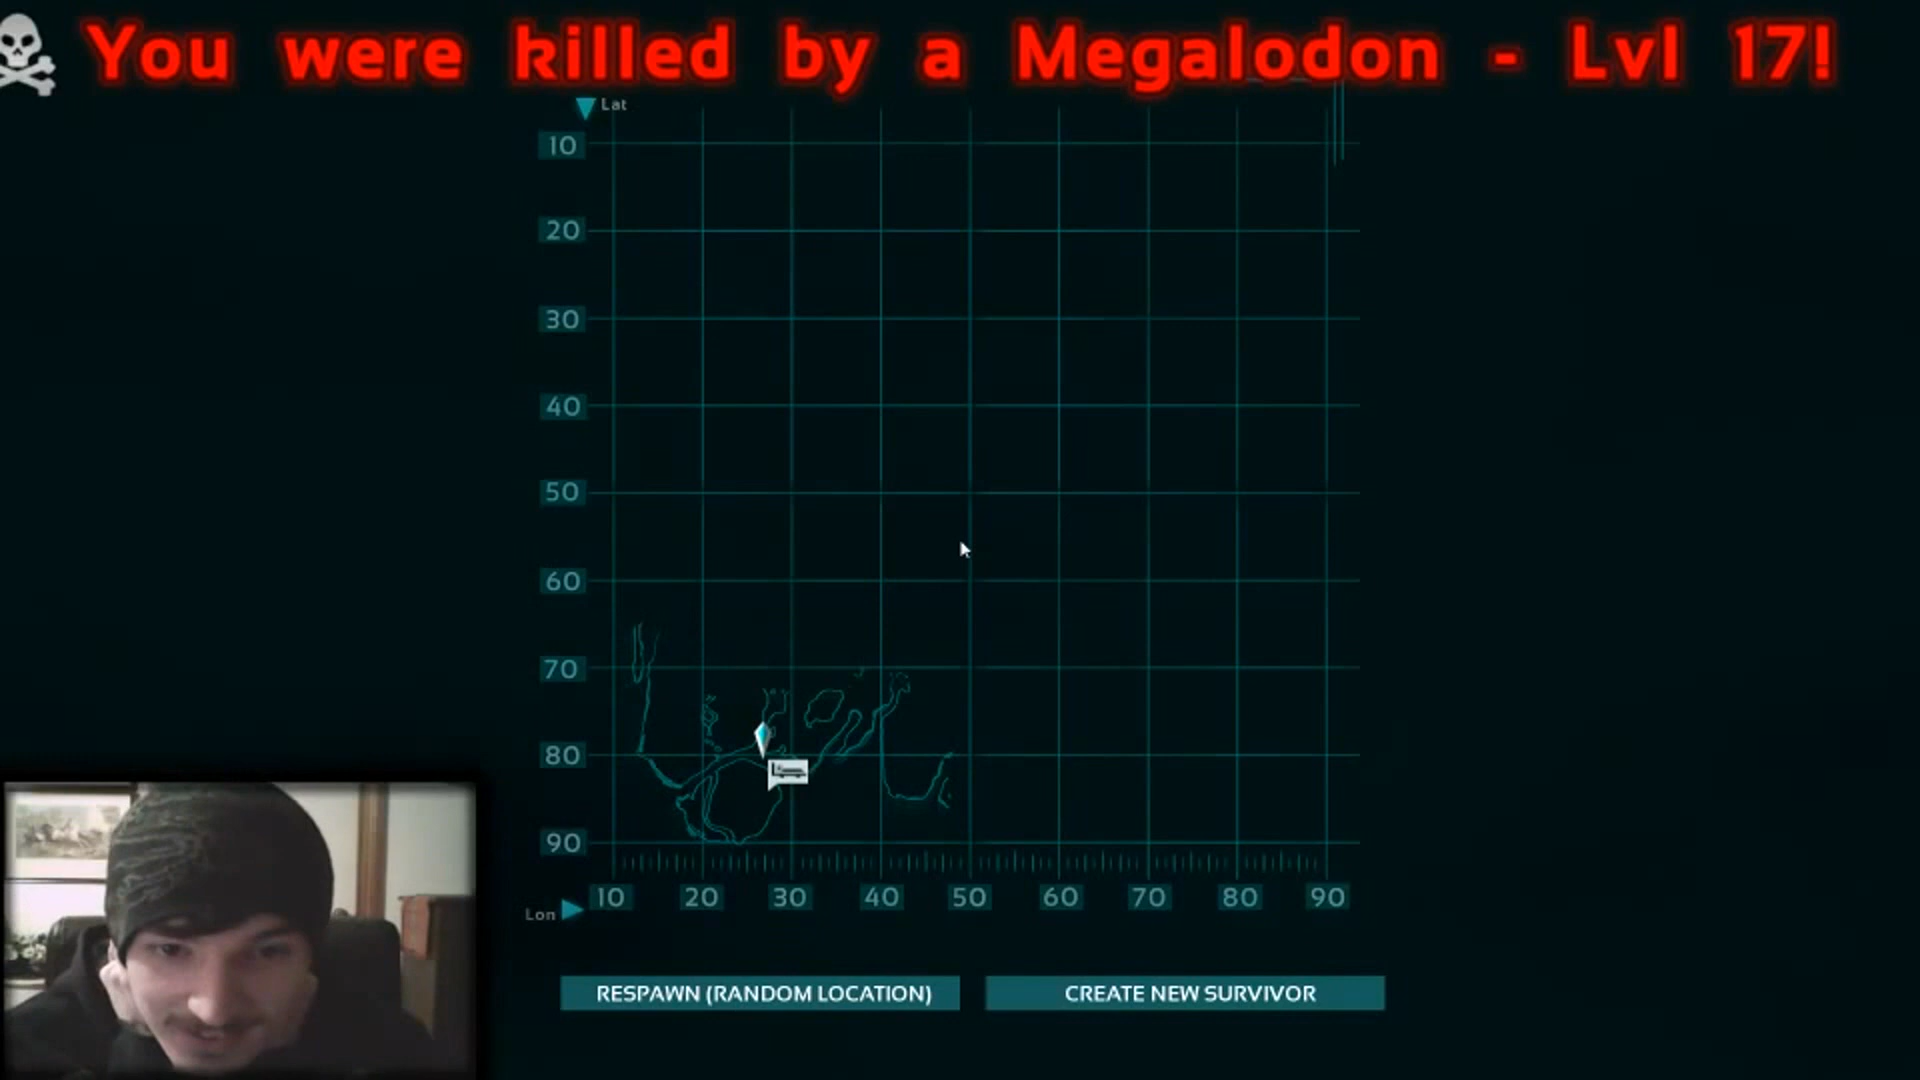 You were killed by a Megalodon - Lvl 17!
Lat
10
20
30
40
50
60
70
80
90
10 20 30 40 50 60 70 80 90
Lon
RESPAWN (RANDOM LOCATION) CREATE NEW SURVIVOR